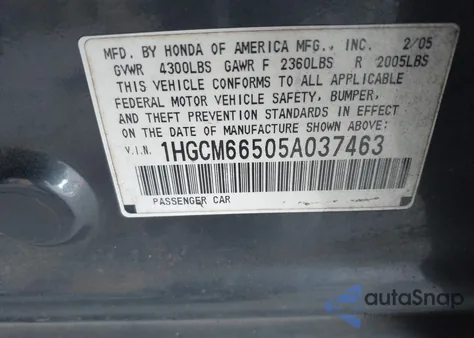 MFD. BY HONDA OF AMERICA MFG., INC. 2/05
GVWR 4300LBS GAWR F 2360LBS R 2005LBS
THIS VEHICLE CONFORMS TO ALL APPLICABLE
FEDERAL MOTOR VEHICLE SAFETY, BUMPER,
AND THEFT PREVENTION STANDARDS IN EFFECT
ON THE DATE OF MANUFACTURE SHOWN ABOVE:
V.I.N. 1HGCM66505A037463
PASSENGER CAR
autoSnap